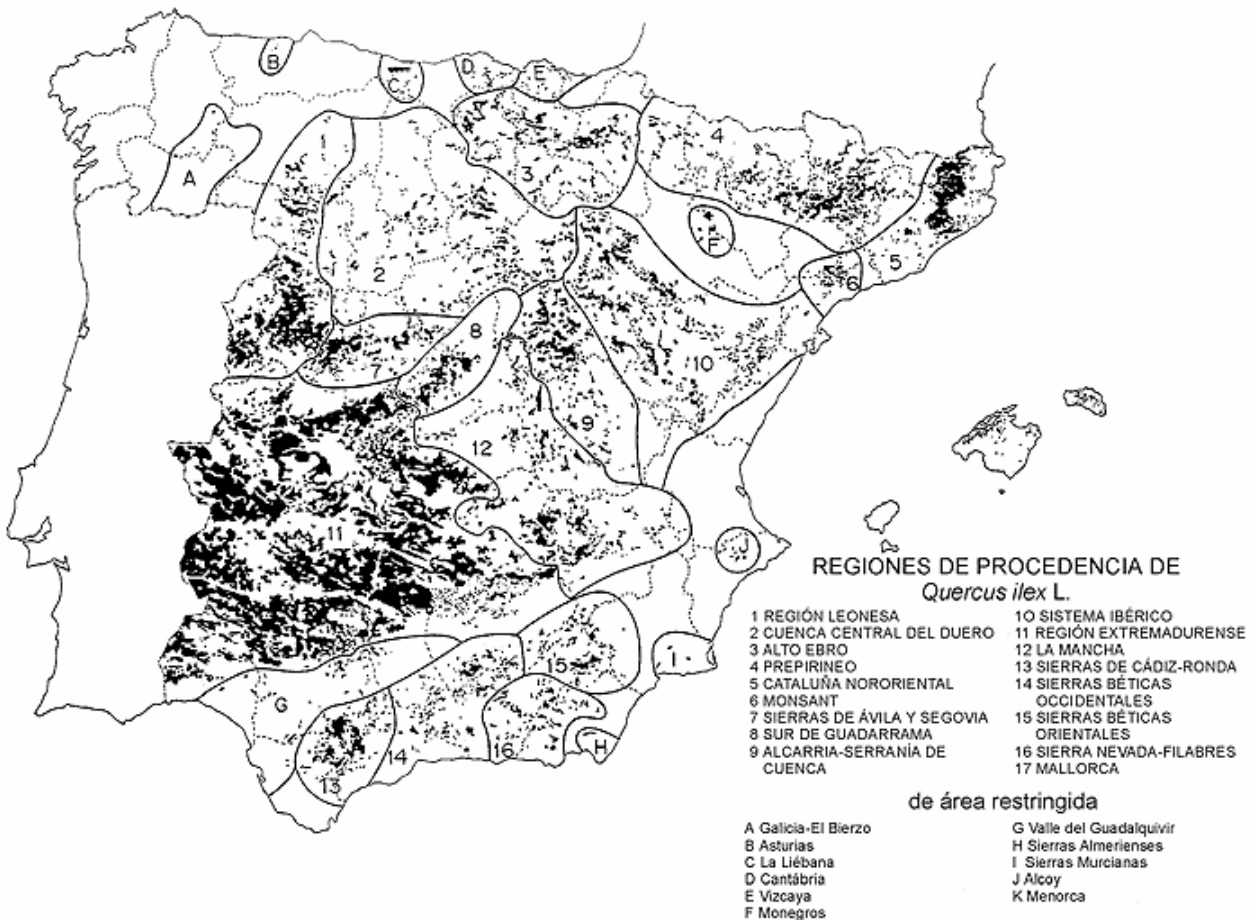 B
C
D
E
1
3
4
A
F
2
5
6
8
7
10
9
12
11
J
REGIONES DE PROCEDENCIA DE
Quercus ilex L.
1 REGIÓN LEONESA
2 CUENCA CENTRAL DEL DUERO
3 ALTO EBRO
4 PREPIRINEO
5 CATALUÑA NORORIENTAL
6 MONSANT
7 SIERRAS DE ÁVILA Y SEGOVIA
8 SUR DE GUADARRAMA
9 ALCARRIA-SERRANÍA DE
CUENCA
10 SISTEMA IBÉRICO
11 REGIÓN EXTREMADURENSE
12 LA MANCHA
13 SIERRAS DE CÁDIZ-RONDA
14 SIERRAS BÉTICAS
OCCIDENTALES
15 SIERRAS BÉTICAS
ORIENTALES
16 SIERRA NEVADA-FILABRES
17 MALLORCA
15
I
G
14
16
H
13
de área restringida
A Galicia-El Bierzo
B Asturias
C La Liébana
D Cantábria
E Vizcaya
F Monegros
G Valle del Guadalquivir
H Sierras Almerienses
I Sierras Murcianas
J Alcoy
K Menorca